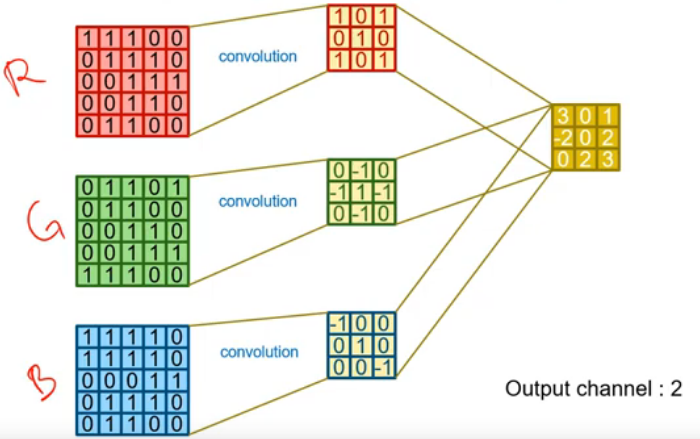 R
1 1 1 0 0
0 1 1 1 0
0 0 1 1 1
0 0 1 1 0
0 1 1 0 0
convolution
1 0 1
0 1 0
1 0 1
3 0 1
-2 0 2
0 2 3
G
0 1 1 0 1
0 1 1 0 0
0 0 1 1 0
0 0 1 1 1
1 1 1 0 0
convolution
0 -1 0
-1 1 -1
0 -1 0
B
1 1 1 1 0
1 1 1 1 0
0 0 0 1 1
0 1 1 1 0
0 1 1 0 0
convolution
-1 0 0
0 1 0
0 0 -1
Output channel : 2